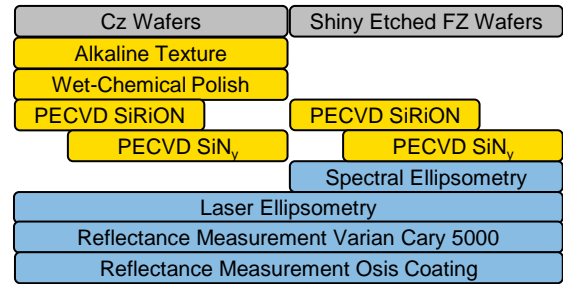 Cz Wafers
Shiny Etched FZ Wafers
Alkaline Texture
Wet-Chemical Polish
PECVD SiRiON
PECVD SiRiON
PECVD SiNy
PECVD SiNy
Spectral Ellipsometry
Laser Ellipsometry
Reflectance Measurement Varian Cary 5000
Reflectance Measurement Osis Coating